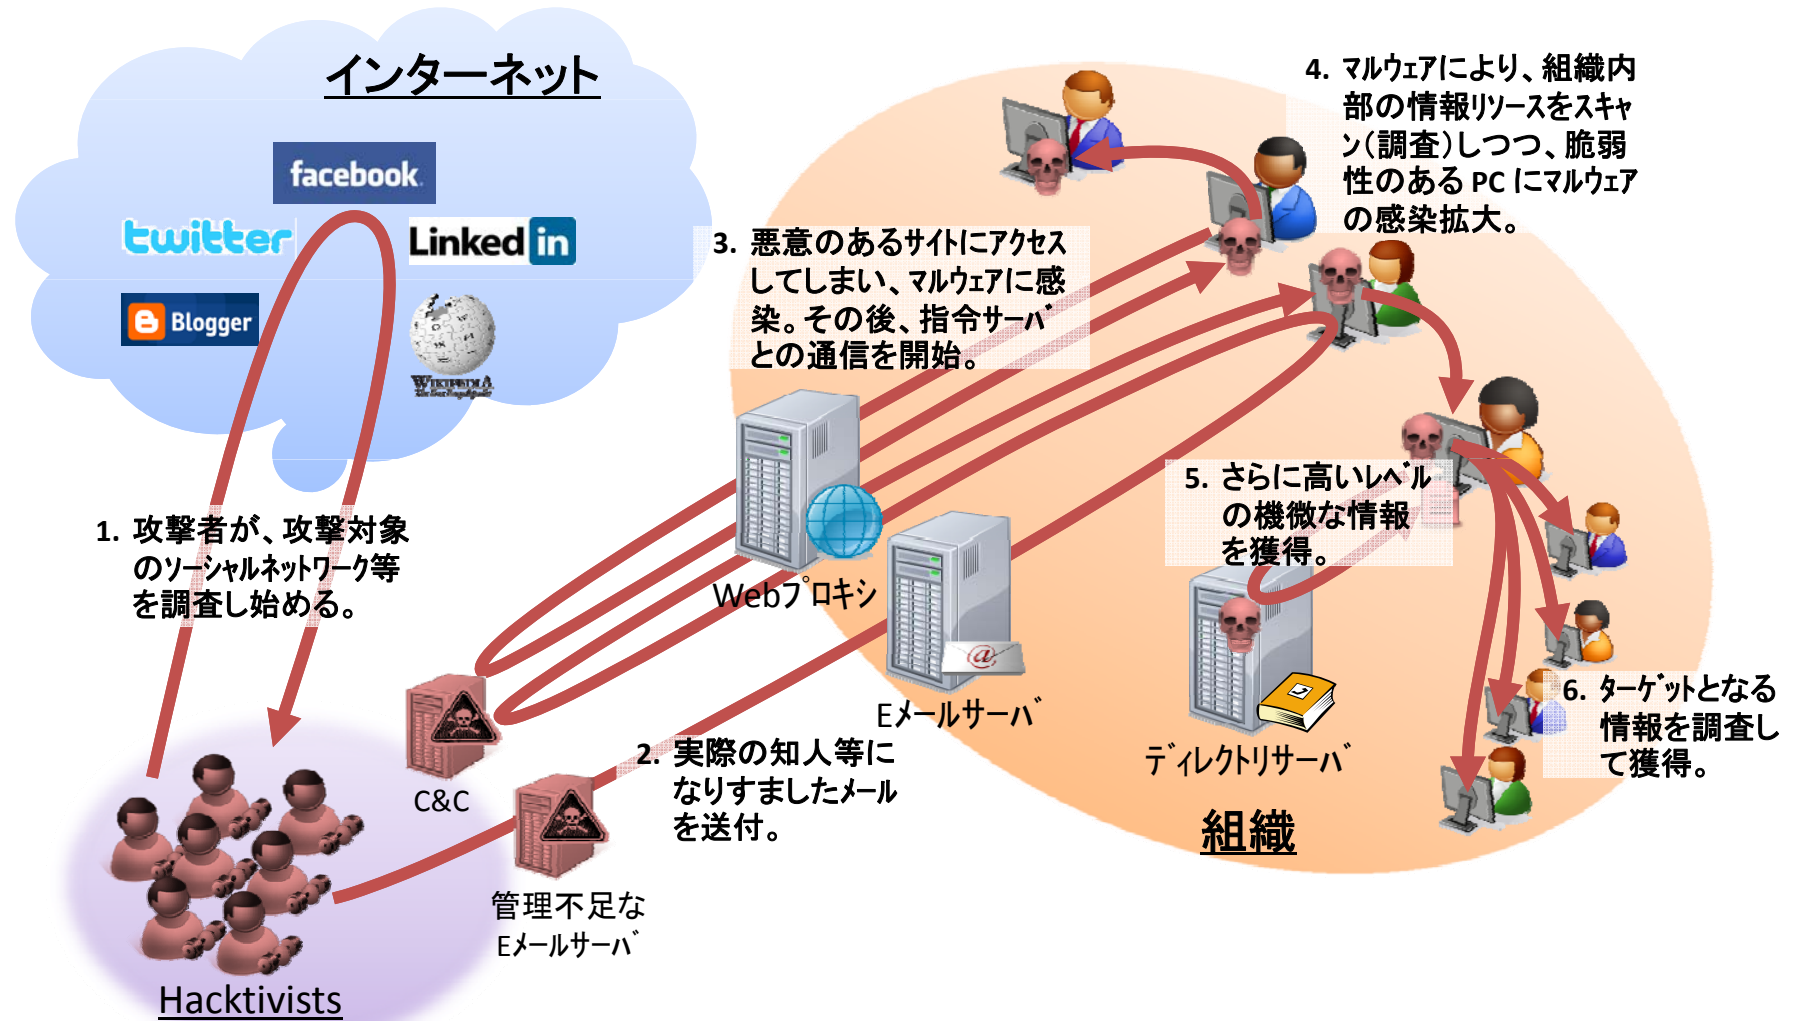 インターネット
facebook.
twitter
Linked in
Blogger
WIKIPEDIA
The Free Encyclopedia
1. 攻撃者が、攻撃対象
のソーシャルネットワーク等
を調査し始める。
Hacktivists
C&C
管理不足な
Eメールサーバ
2. 実際の知人等に
なりすましたメール
を送付。
3. 悪意のあるサイトにアクセス
してしまい、マルウェアに感
染。その後、指令サーバ
との通信を開始。
Webプロキシ
Eメールサーバ
@
4. マルウェアにより、組織内
部の情報リソースをスキャ
ン(調査)しつつ、脆弱
性のある PC にマルウェア
の感染拡大。
5. さらに高いレベル
の機微な情報
を獲得。
ディレクトリサーバ
組織
6. ターゲットとなる
情報を調査し
て獲得。